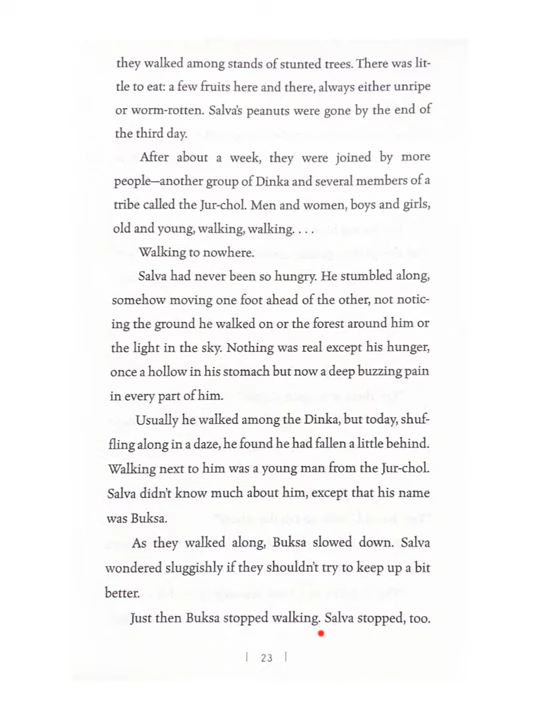 they walked among stands of stunted trees. There was lit-
tle to eat: a few fruits here and there, always either unripe
or worm-rotten. Salva's peanuts were gone by the end of
the third day.
After about a week, they were joined by more
people—another group of Dinka and several members of a
tribe called the Jur-chol. Men and women, boys and girls,
old and young, walking, walking. . . .
Walking to nowhere.
Salva had never been so hungry. He stumbled along,
somehow moving one foot ahead of the other, not notic-
ing the ground he walked on or the forest around him or
the light in the sky. Nothing was real except his hunger,
once a hollow in his stomach but now a deep buzzing pain
in every part of him.
Usually he walked among the Dinka, but today, shuf-
fling along in a daze, he found he had fallen a little behind.
Walking next to him was a young man from the Jur-chol.
Salva didn't know much about him, except that his name
was Buksa.
As they walked along, Buksa slowed down. Salva
wondered sluggishly if they shouldn't try to keep up a bit
better.
Just then Buksa stopped walking. Salva stopped, too.
| 23 |